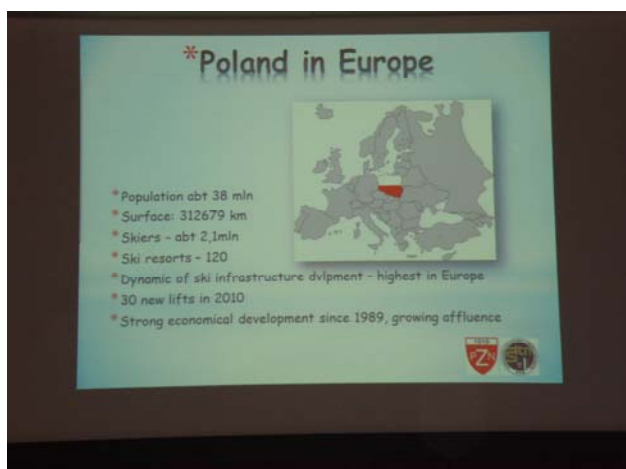 *Poland in Europe
*Population abt 38 mln
*Surface: 312679 km
*Skiers - abt 2,1mln
*Ski resorts - 120
*Dynamic of ski infrastructure dvlpment - highest in Europe
*30 new lifts in 2010
*Strong economical development since 1989, growing affluence
PZN